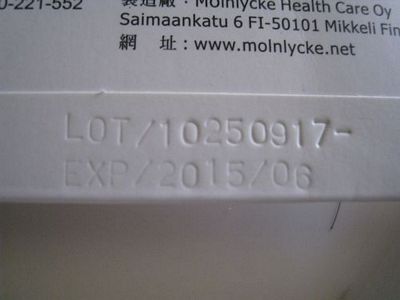 0-221-552
製造廠：Molnlycke Health Care Oy
Saimaankatu 6 FI-50101 Mikkeli Fin
網 址：www.molnlycke.net
LOT/10250917-
EXP/2015/06